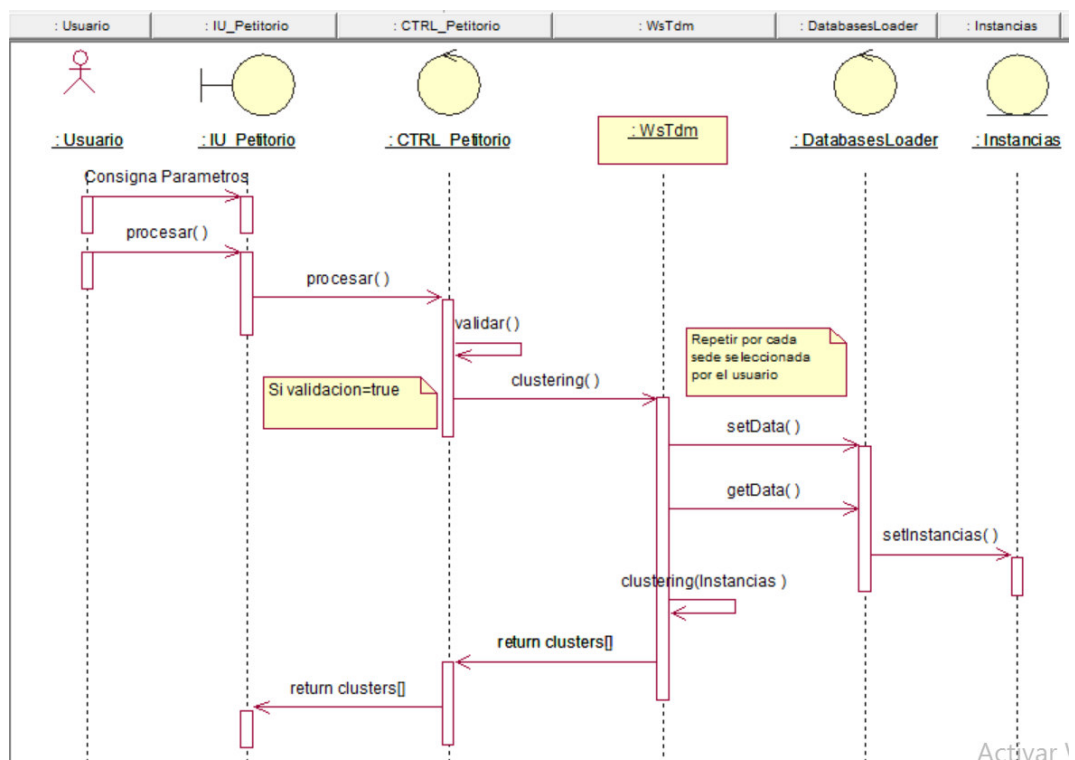 : Usuario
: IU_Petitorio
: CTRL_Petitorio
: WsTdm
: DatabasesLoader
: Instancias
: Usuario
: IU_Petitorio
: CTRL_Petitorio
: WsTdm
: DatabasesLoader
: Instancias
Consigna Parametros
procesar( )
procesar( )
validar( )
Repetir por cada
sede seleccionada
por el usuario
Si validacion=true
clustering( )
setData( )
getData( )
setInstancias( )
clustering(Instancias )
return clusters[]
return clusters[]
Activar